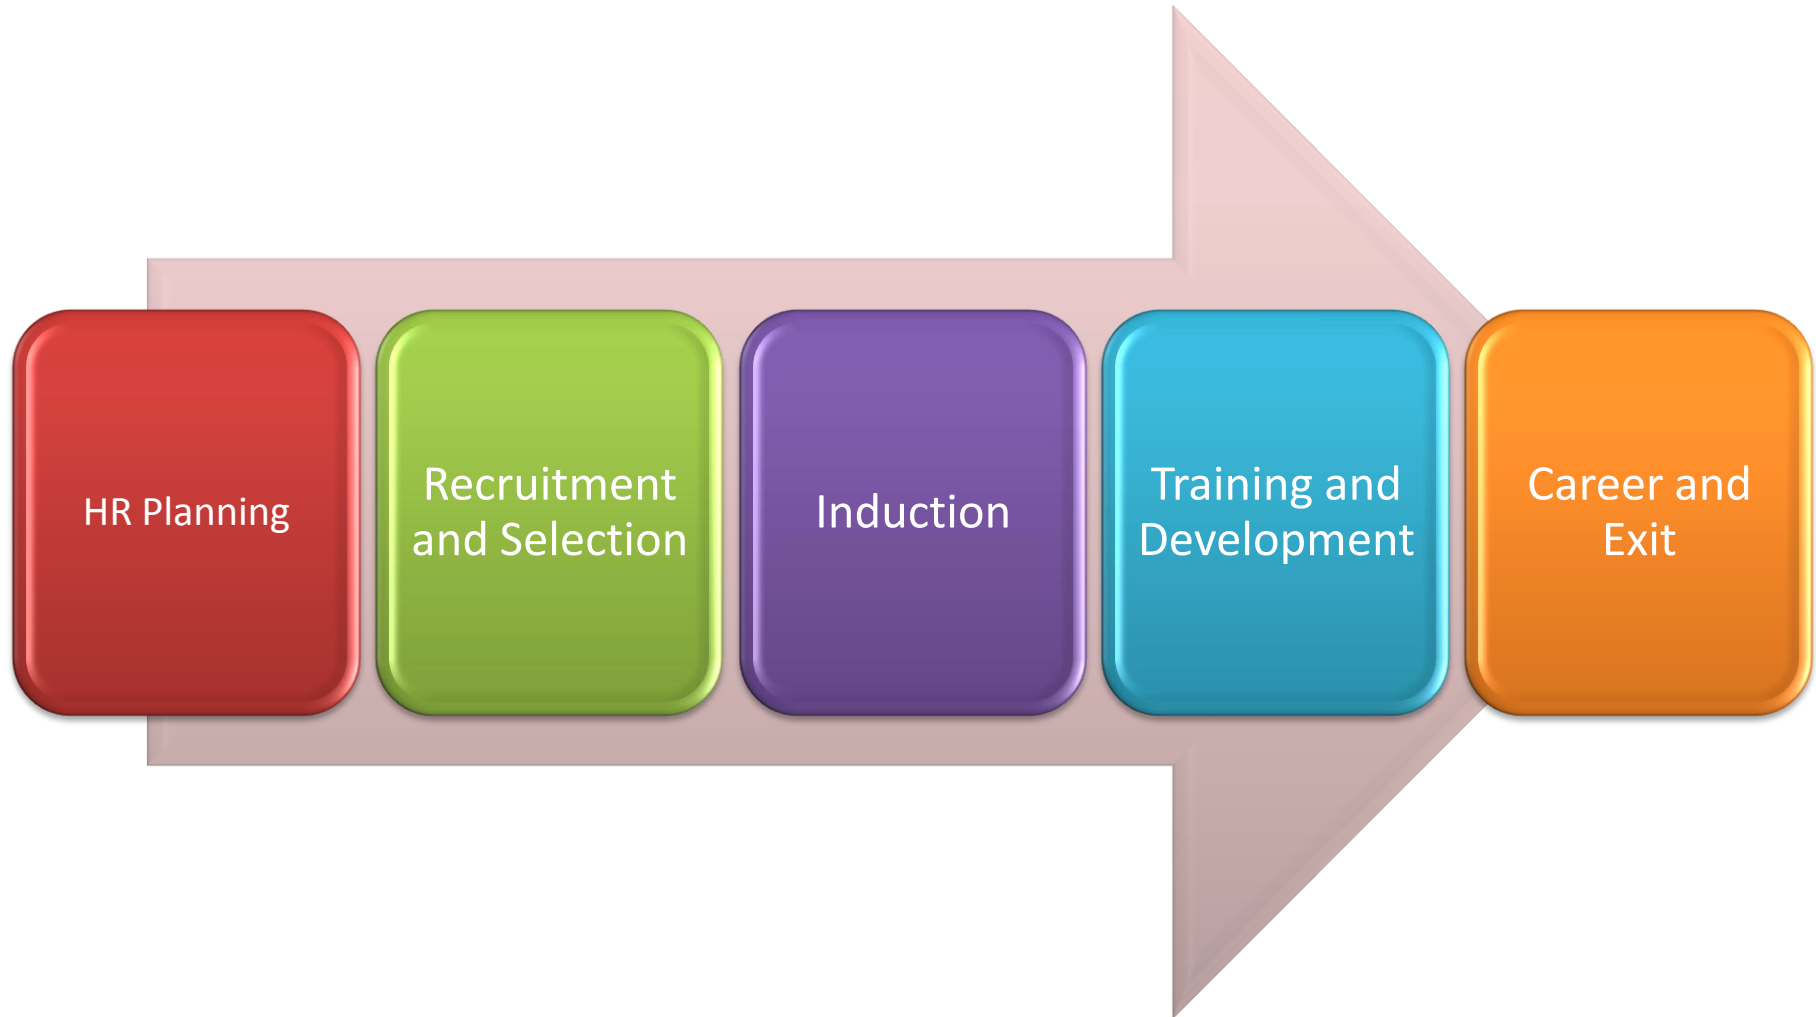 HR Planning
Recruitment
and Selection
Induction
Training and
Development
Career and
Exit